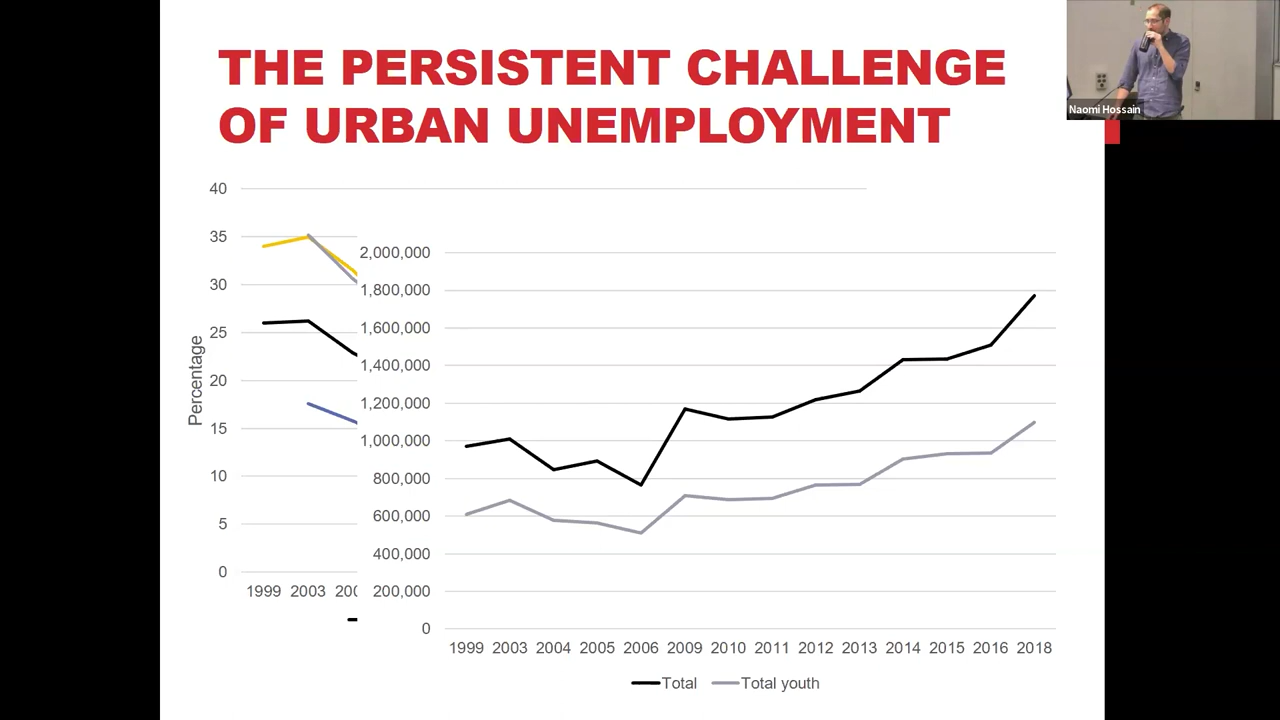 THE PERSISTENT CHALLENGE
OF URBAN UNEMPLOYMENT
Naomi Hossain
Percentage
40
35
30
25
20
15
10
5
0
1999 2003 200
2,000,000
1,800,000
1,600,000
1,400,000
1,200,000
1,000,000
800,000
600,000
400,000
200,000
0
1999 2003 2004 2005 2006 2009 2010 2011 2012 2013 2014 2015 2016 2018
Total Total youth